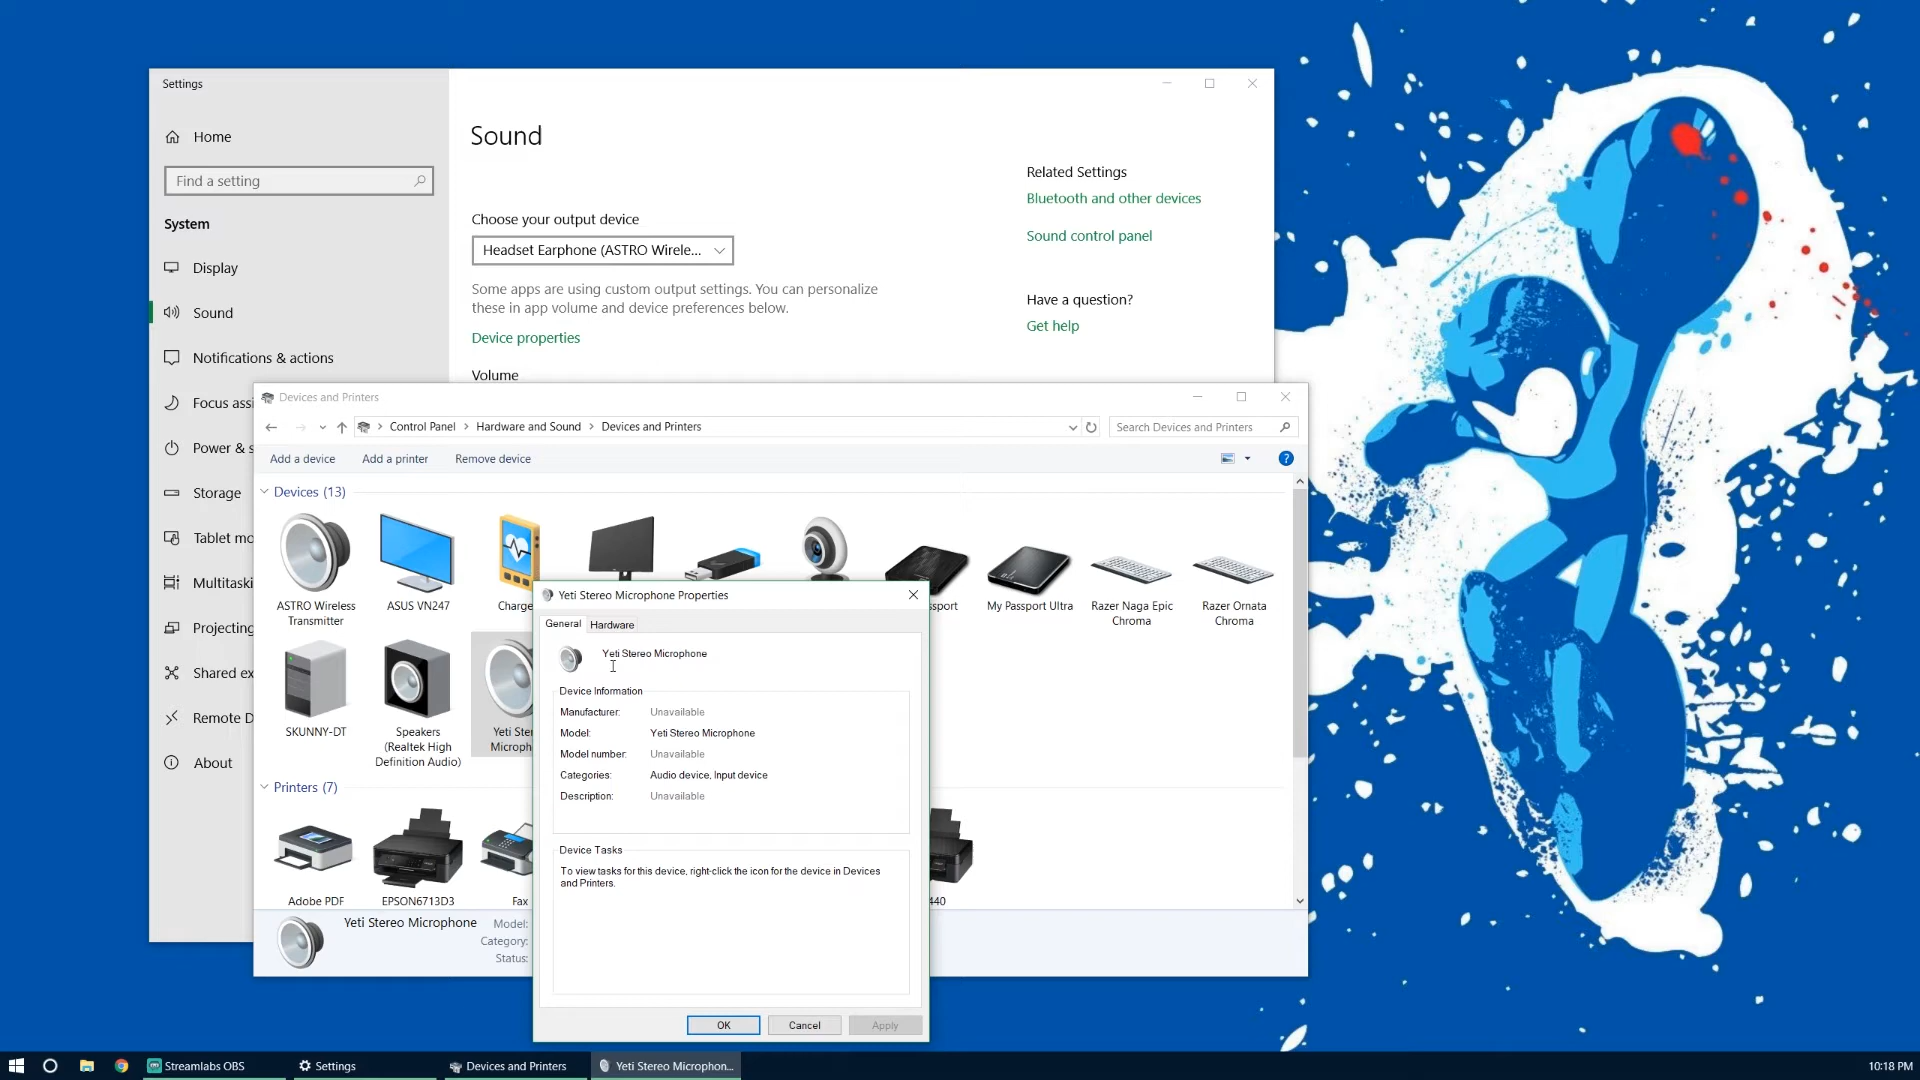 Settings
Home
Find a setting
System
Display
Sound
Notifications & actions
Focus assi
Power & s
Storage
Tablet mo
Multitaski
Projecting
Shared ex
Remote D
About
Sound
Choose your output device
Headset Earphone (ASTRO Wirele...
Some apps are using custom output settings. You can personalize
these in app volume and device preferences below.
Device properties
Volume
Related Settings
Bluetooth and other devices
Sound control panel
Have a question?
Get help
Devices and Printers
Control Panel > Hardware and Sound > Devices and Printers
Search Devices and Printers
Add a device
Add a printer
Remove device
Devices (13)
ASTRO Wireless
Transmitter
ASUS VN247
Charge
ssport
My Passport Ultra
Razer Naga Epic
Chroma
Razer Ornata
Chroma
SKUNNY-DT
Speakers
(Realtek High
Definition Audio)
Yeti Ste
Microph
Printers (7)
Adobe PDF
EPSON6713D3
Fax
440
Yeti Stereo Microphone
Model:
Category:
Status:
Yeti Stereo Microphone Properties
General
Hardware
Yeti Stereo Microphone
Device Information
Manufacturer: Unavailable
Model: Yeti Stereo Microphone
Model number: Unavailable
Categories: Audio device, Input device
Description: Unavailable
Device Tasks
To view tasks for this device, right-click the icon for the device in Devices
and Printers.
OK
Cancel
Apply
Streamlabs OBS
Settings
Devices and Printers
Yeti Stereo Microphon...
10:18 PM